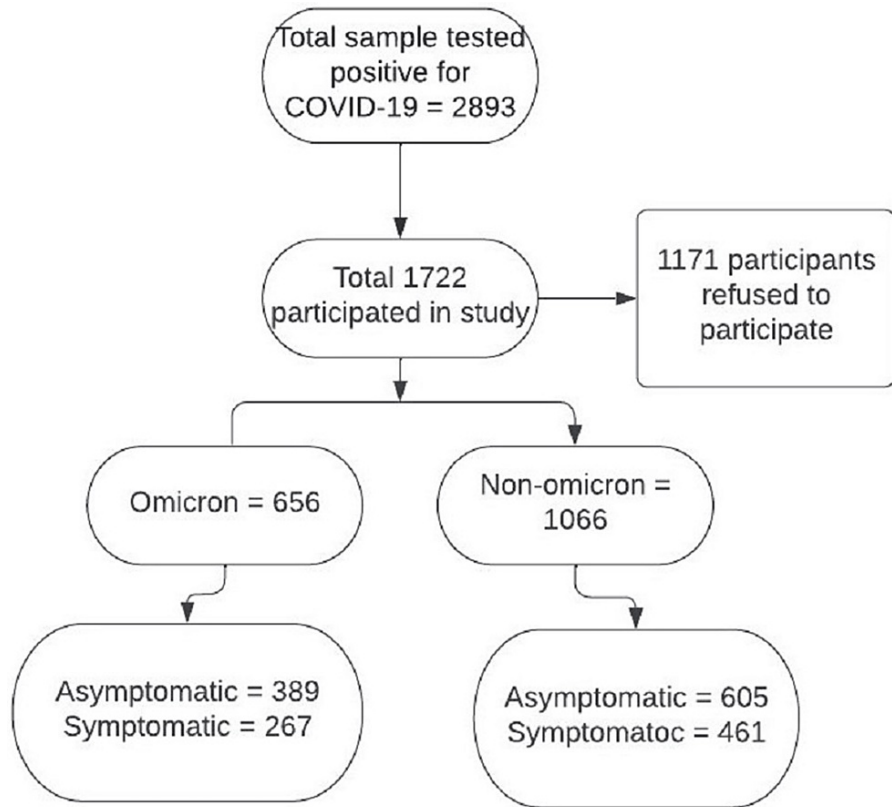 Total sample tested
positive for
COVID-19 = 2893
Total 1722
participated in study
1171 participants
refused to
participate
Omicron = 656
Non-omicron =
1066
Asymptomatic = 389
Symptomatic = 267
Asymptomatic = 605
Symptomatoc = 461